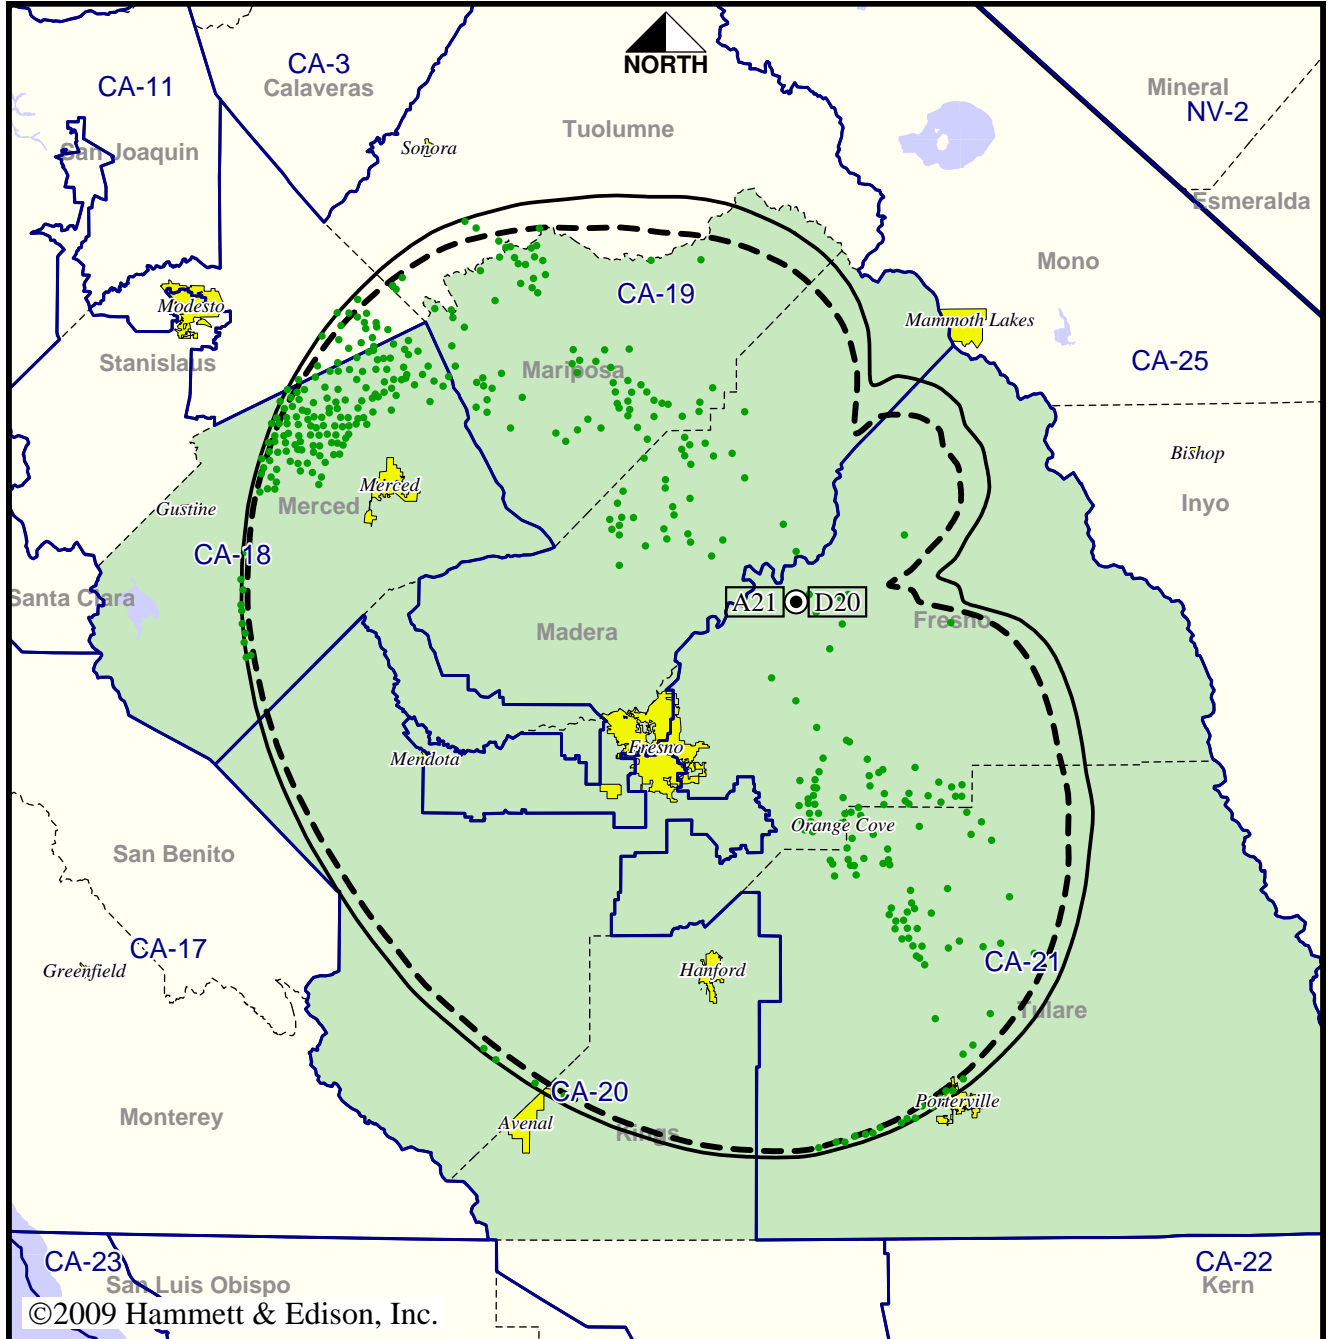 NORTH
CA-3
Calaveras
CA-11
San Joaquin
Sonora
Tuolumne
Mineral
NV-2
Esmeralda
Mono
CA-19
Modesto
Mammoth Lakes
Stanislaus
Mariposa
CA-25
Bishop
Inyo
Merced
Merced
Gustine
CA-18
Santa Clara
A21
D20
Madera
Fresno
Fresno
Mendota
Orange Cove
San Benito
CA-17
Greenfield
Hanford
CA-21
Tulare
CA-20
Porterville
Avenal
Kings
Monterey
CA-23
San Luis Obispo
CA-22
Kern
©2009 Hammett & Edison, Inc.